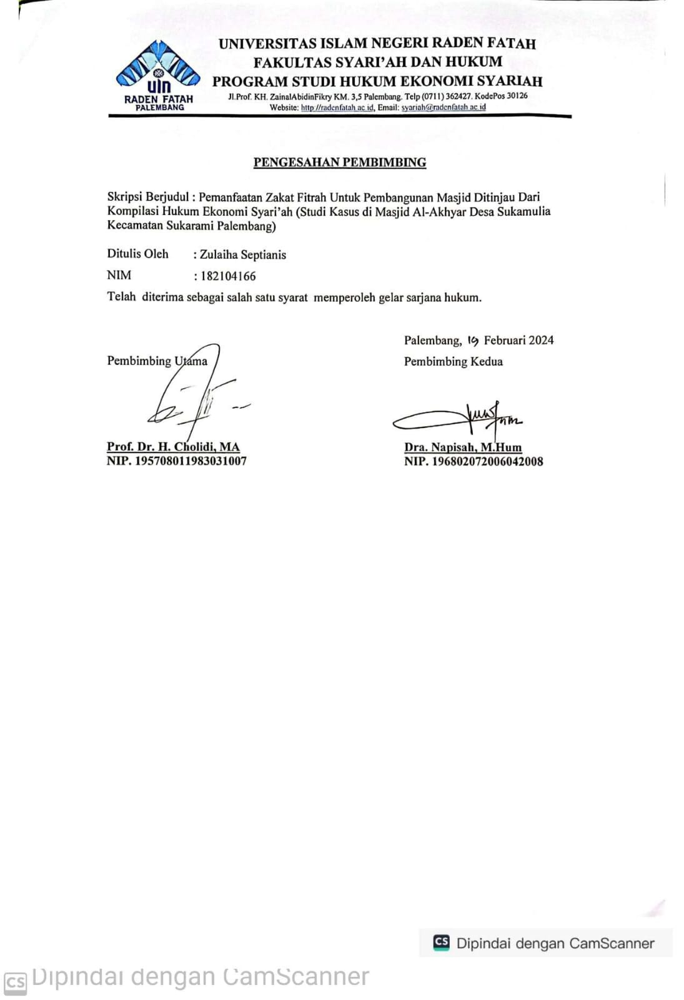 UNIVERSITAS ISLAM NEGERI RADEN FATAH
FAKULTAS SYARI'AH DAN HUKUM
PROGRAM STUDI HUKUM EKONOMI SYARIAH
Jl.Prof. KH. ZainalAbidinFikry KM. 3,5 Palembang. Telp (0711) 362427. KodePos 30126
Website: http://radenfatah.ac.id, Email: syariah@radenfatah.ac.id
uin
RADEN FATAH
PALEMBANG
PENGESAHAN PEMBIMBING
Skripsi Berjudul : Pemanfaatan Zakat Fitrah Untuk Pembangunan Masjid Ditinjau Dari
Kompilasi Hukum Ekonomi Syari'ah (Studi Kasus di Masjid Al-Akhyar Desa Sukamulia
Kecamatan Sukarami Palembang)
Ditulis Oleh : Zulaiha Septianis
NIM : 182104166
Telah diterima sebagai salah satu syarat memperoleh gelar sarjana hukum.
Palembang, 19 Februari 2024
Pembimbing Utama
Pembimbing Kedua
Prof. Dr. H. Cholidi, MA
NIP. 195708011983031007
Dra. Napisah, M.Hum
NIP. 196802072006042008
CS Dipindai dengan CamScanner
CS Dipindai dengan CamScanner